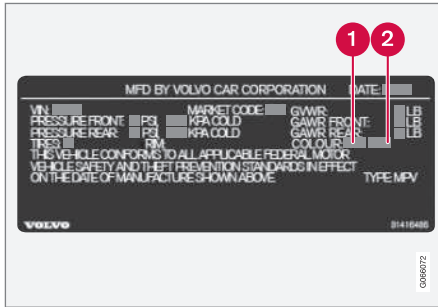 1 2
MFD BY VOLVO CAR CORPORATION DATE:
VIN: MARKET CODE: GVWR: LB
PRESSURE FRONT: PSI, KPA COLD GAWR FRONT: LB
PRESSURE REAR: PSI, KPA COLD GAWR REAR: LB
TIRES: RIM: COLOUR:
THIS VEHICLE CONFORMS TO ALL APPLICABLE FEDERAL MOTOR
VEHICLE SAFETY AND THEFT PREVENTION STANDARDS IN EFFECT
ON THE DATE OF MANUFACTURE SHOWN ABOVE. TYPE: MPV
VOLVO 31416486
G066072